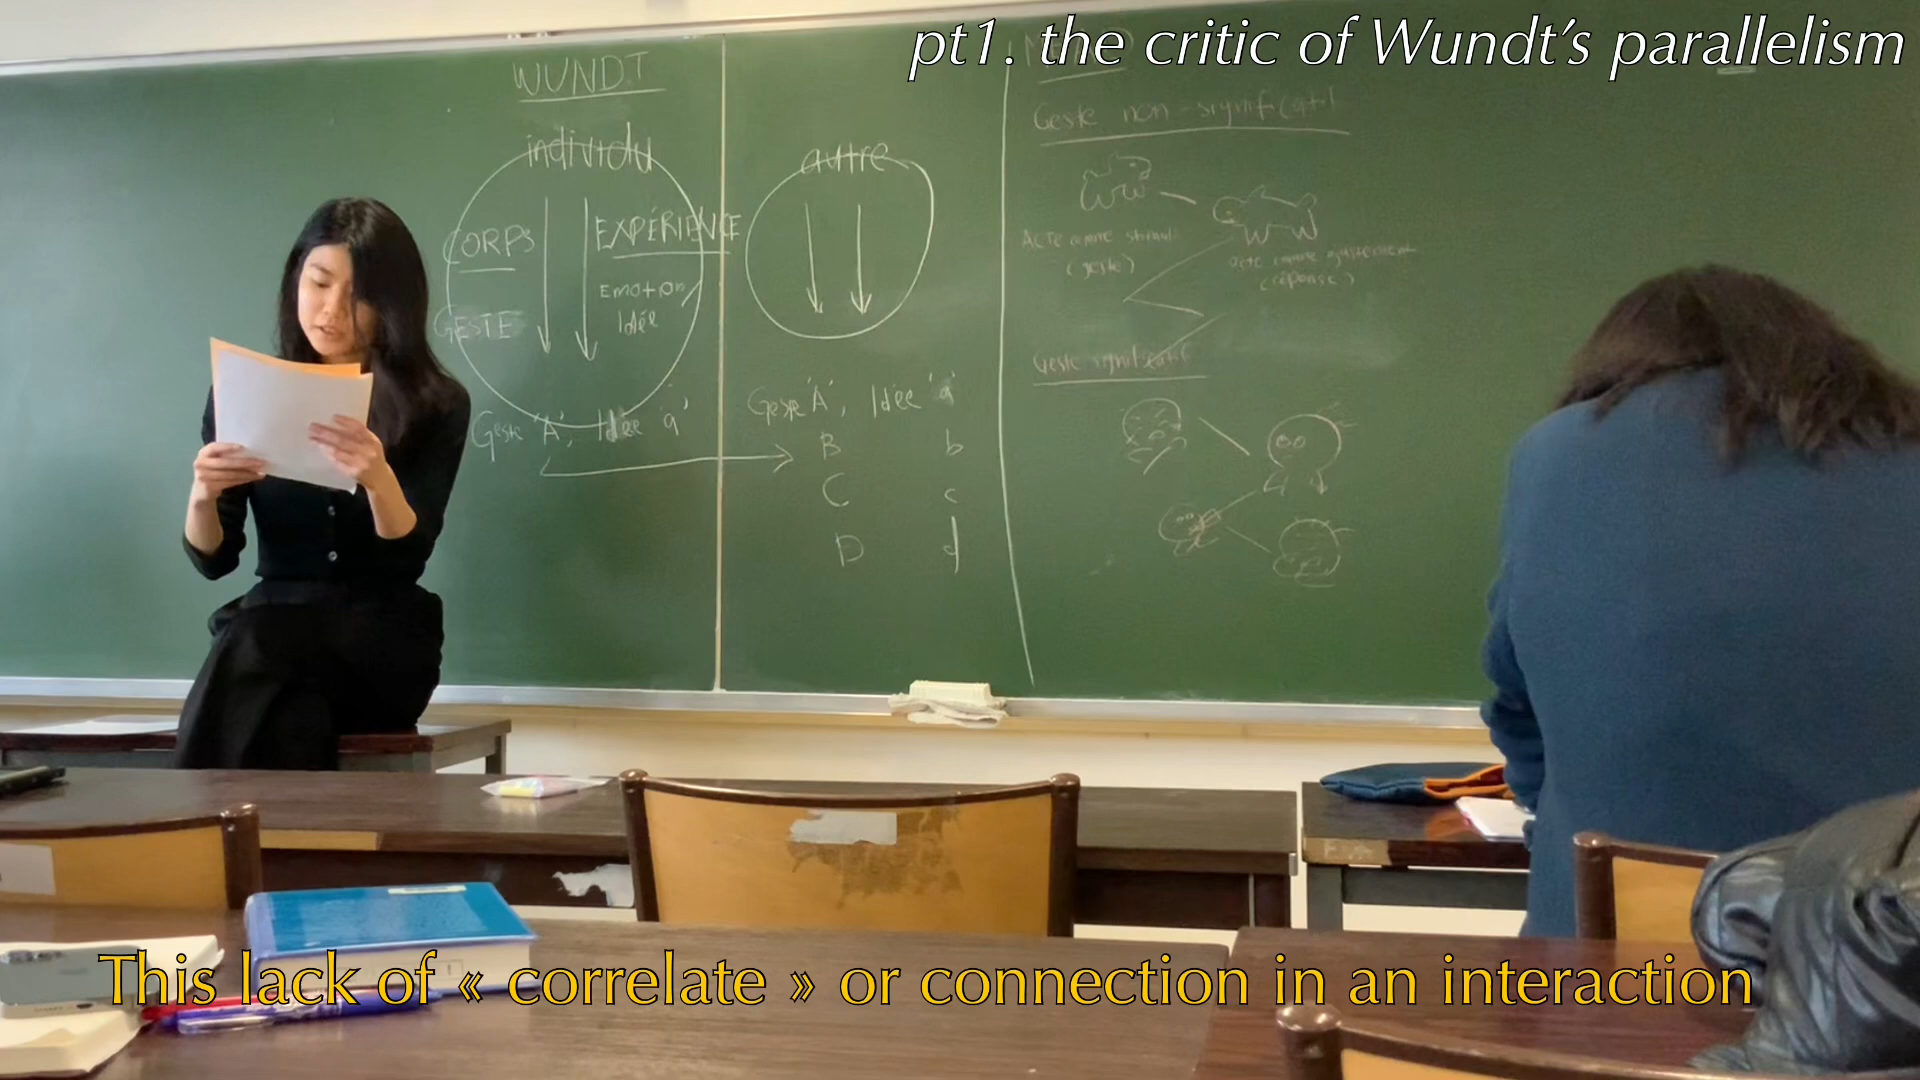 pt1. the critic of Wundt's parallelism
WUNDT
individu
CORPS
EXPÉRIENCE
EMOTION
Idée
GESTE
Geste 'A', Idée 'a'
autre
Geste 'A', Idée 'a'
B b
C c
D d
Geste non-significatif
Acte comme stimuli
(geste)
acte comme ajustement
(réponse)
Geste significatif
This lack of « correlate » or connection in an interaction